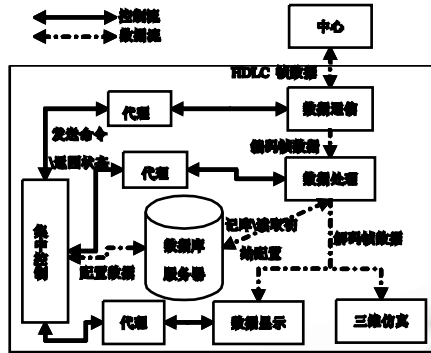 控制流
数据流
中心
HDLC 帧数据
代理
数据通信
发送命令
\返回状态
编码帧数据
代理
数据处理
集中控制
数据库
服务器
记库\读取初
始配置
解码帧数据
配置数据
代理
数据显示
三维仿真